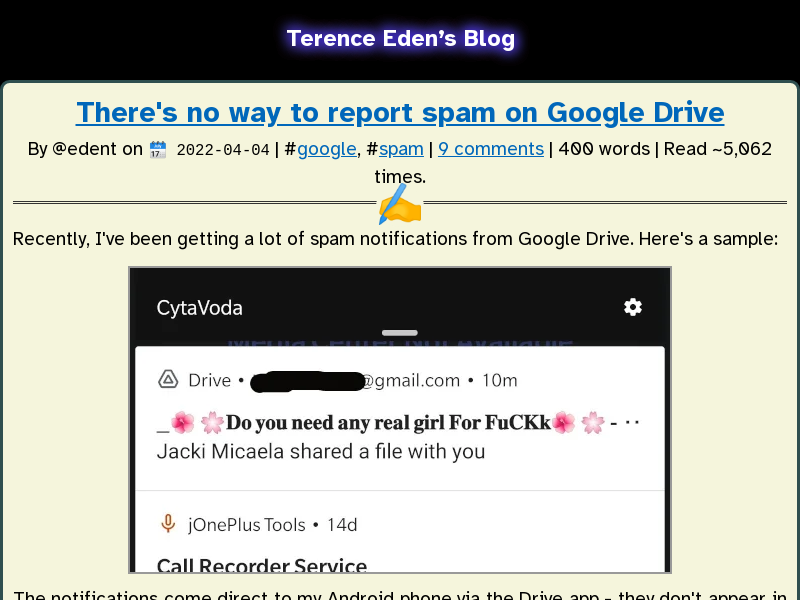 Terence Eden’s Blog
There's no way to report spam on Google Drive
By @edent on 2022-04-04 | #google, #spam | 9 comments | 400 words | Read ~5,062
times.
Recently, I've been getting a lot of spam notifications from Google Drive. Here's a sample:
CytaVoda
Media Center Not Available
Drive • @gmail.com • 10m
_🌺 🌸Do you need any real girl For FuCKk🌺 🌸 - ··
Jacki Micaela shared a file with you
jOnePlus Tools • 14d
Call Recorder Service
The notifications come direct to my Android phone via the Drive app - they don't appear in